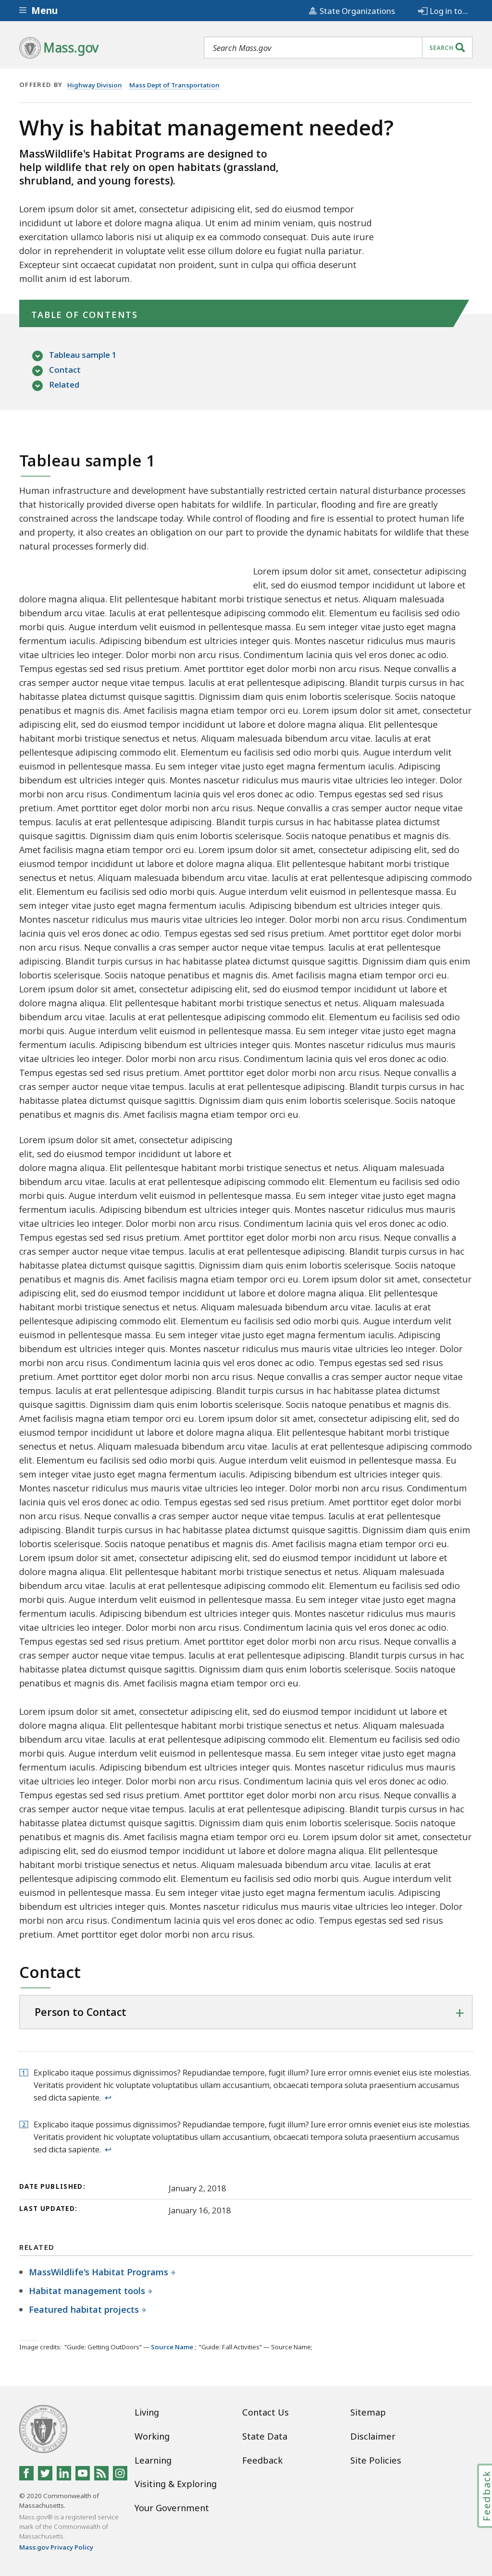 Menu
State Organizations
Log in to...
Mass.gov
Search Mass.gov
SEARCH
OFFERED BY Highway Division Mass Dept of Transportation
Why is habitat management needed?
MassWildlife's Habitat Programs are designed to
help wildlife that rely on open habitats (grassland,
shrubland, and young forests).
Lorem ipsum dolor sit amet, consectetur adipisicing elit, sed do eiusmod tempor
incididunt ut labore et dolore magna aliqua. Ut enim ad minim veniam, quis nostrud
exercitation ullamco laboris nisi ut aliquip ex ea commodo consequat. Duis aute irure
dolor in reprehenderit in voluptate velit esse cillum dolore eu fugiat nulla pariatur.
Excepteur sint occaecat cupidatat non proident, sunt in culpa qui officia deserunt
mollit anim id est laborum.
TABLE OF CONTENTS
Tableau sample 1
Contact
Related
Tableau sample 1
Human infrastructure and development have substantially restricted certain natural disturbance processes
that historically provided diverse open habitats for wildlife. In particular, flooding and fire are greatly
constrained across the landscape today. While control of flooding and fire is essential to protect human life
and property, it also creates an obligation on our part to provide the dynamic habitats for wildlife that these
natural processes formerly did.
Lorem ipsum dolor sit amet, consectetur adipiscing
elit, sed do eiusmod tempor incididunt ut labore et
dolore magna aliqua. Elit pellentesque habitant morbi tristique senectus et netus. Aliquam malesuada
bibendum arcu vitae. Iaculis at erat pellentesque adipiscing commodo elit. Elementum eu facilisis sed odio
morbi quis. Augue interdum velit euismod in pellentesque massa. Eu sem integer vitae justo eget magna
fermentum iaculis. Adipiscing bibendum est ultricies integer quis. Montes nascetur ridiculus mus mauris
vitae ultricies leo integer. Dolor morbi non arcu risus. Condimentum lacinia quis vel eros donec ac odio.
Tempus egestas sed sed risus pretium. Amet porttitor eget dolor morbi non arcu risus. Neque convallis a
cras semper auctor neque vitae tempus. Iaculis at erat pellentesque adipiscing. Blandit turpis cursus in hac
habitasse platea dictumst quisque sagittis. Dignissim diam quis enim lobortis scelerisque. Sociis natoque
penatibus et magnis dis. Amet facilisis magna etiam tempor orci eu. Lorem ipsum dolor sit amet, consectetur
adipiscing elit, sed do eiusmod tempor incididunt ut labore et dolore magna aliqua. Elit pellentesque
habitant morbi tristique senectus et netus. Aliquam malesuada bibendum arcu vitae. Iaculis at erat
pellentesque adipiscing commodo elit. Elementum eu facilisis sed odio morbi quis. Augue interdum velit
euismod in pellentesque massa. Eu sem integer vitae justo eget magna fermentum iaculis. Adipiscing
bibendum est ultricies integer quis. Montes nascetur ridiculus mus mauris vitae ultricies leo integer. Dolor
morbi non arcu risus. Condimentum lacinia quis vel eros donec ac odio. Tempus egestas sed sed risus
pretium. Amet porttitor eget dolor morbi non arcu risus. Neque convallis a cras semper auctor neque vitae
tempus. Iaculis at erat pellentesque adipiscing. Blandit turpis cursus in hac habitasse platea dictumst
quisque sagittis. Dignissim diam quis enim lobortis scelerisque. Sociis natoque penatibus et magnis dis.
Amet facilisis magna etiam tempor orci eu. Lorem ipsum dolor sit amet, consectetur adipiscing elit, sed do
eiusmod tempor incididunt ut labore et dolore magna aliqua. Elit pellentesque habitant morbi tristique
senectus et netus. Aliquam malesuada bibendum arcu vitae. Iaculis at erat pellentesque adipiscing commodo
elit. Elementum eu facilisis sed odio morbi quis. Augue interdum velit euismod in pellentesque massa. Eu
sem integer vitae justo eget magna fermentum iaculis. Adipiscing bibendum est ultricies integer quis.
Montes nascetur ridiculus mus mauris vitae ultricies leo integer. Dolor morbi non arcu risus. Condimentum
lacinia quis vel eros donec ac odio. Tempus egestas sed sed risus pretium. Amet porttitor eget dolor morbi
non arcu risus. Neque convallis a cras semper auctor neque vitae tempus. Iaculis at erat pellentesque
adipiscing. Blandit turpis cursus in hac habitasse platea dictumst quisque sagittis. Dignissim diam quis enim
lobortis scelerisque. Sociis natoque penatibus et magnis dis. Amet facilisis magna etiam tempor orci eu.
Lorem ipsum dolor sit amet, consectetur adipiscing elit, sed do eiusmod tempor incididunt ut labore et
dolore magna aliqua. Elit pellentesque habitant morbi tristique senectus et netus. Aliquam malesuada
bibendum arcu vitae. Iaculis at erat pellentesque adipiscing commodo elit. Elementum eu facilisis sed odio
morbi quis. Augue interdum velit euismod in pellentesque massa. Eu sem integer vitae justo eget magna
fermentum iaculis. Adipiscing bibendum est ultricies integer quis. Montes nascetur ridiculus mus mauris
vitae ultricies leo integer. Dolor morbi non arcu risus. Condimentum lacinia quis vel eros donec ac odio.
Tempus egestas sed sed risus pretium. Amet porttitor eget dolor morbi non arcu risus. Neque convallis a
cras semper auctor neque vitae tempus. Iaculis at erat pellentesque adipiscing. Blandit turpis cursus in hac
habitasse platea dictumst quisque sagittis. Dignissim diam quis enim lobortis scelerisque. Sociis natoque
penatibus et magnis dis. Amet facilisis magna etiam tempor orci eu.
Lorem ipsum dolor sit amet, consectetur adipiscing
elit, sed do eiusmod tempor incididunt ut labore et
dolore magna aliqua. Elit pellentesque habitant morbi tristique senectus et netus. Aliquam malesuada
bibendum arcu vitae. Iaculis at erat pellentesque adipiscing commodo elit. Elementum eu facilisis sed odio
morbi quis. Augue interdum velit euismod in pellentesque massa. Eu sem integer vitae justo eget magna
fermentum iaculis. Adipiscing bibendum est ultricies integer quis. Montes nascetur ridiculus mus mauris
vitae ultricies leo integer. Dolor morbi non arcu risus. Condimentum lacinia quis vel eros donec ac odio.
Tempus egestas sed sed risus pretium. Amet porttitor eget dolor morbi non arcu risus. Neque convallis a
cras semper auctor neque vitae tempus. Iaculis at erat pellentesque adipiscing. Blandit turpis cursus in hac
habitasse platea dictumst quisque sagittis. Dignissim diam quis enim lobortis scelerisque. Sociis natoque
penatibus et magnis dis. Amet facilisis magna etiam tempor orci eu. Lorem ipsum dolor sit amet, consectetur
adipiscing elit, sed do eiusmod tempor incididunt ut labore et dolore magna aliqua. Elit pellentesque
habitant morbi tristique senectus et netus. Aliquam malesuada bibendum arcu vitae. Iaculis at erat
pellentesque adipiscing commodo elit. Elementum eu facilisis sed odio morbi quis. Augue interdum velit
euismod in pellentesque massa. Eu sem integer vitae justo eget magna fermentum iaculis. Adipiscing
bibendum est ultricies integer quis. Montes nascetur ridiculus mus mauris vitae ultricies leo integer. Dolor
morbi non arcu risus. Condimentum lacinia quis vel eros donec ac odio. Tempus egestas sed sed risus
pretium. Amet porttitor eget dolor morbi non arcu risus. Neque convallis a cras semper auctor neque vitae
tempus. Iaculis at erat pellentesque adipiscing. Blandit turpis cursus in hac habitasse platea dictumst
quisque sagittis. Dignissim diam quis enim lobortis scelerisque. Sociis natoque penatibus et magnis dis.
Amet facilisis magna etiam tempor orci eu. Lorem ipsum dolor sit amet, consectetur adipiscing elit, sed do
eiusmod tempor incididunt ut labore et dolore magna aliqua. Elit pellentesque habitant morbi tristique
senectus et netus. Aliquam malesuada bibendum arcu vitae. Iaculis at erat pellentesque adipiscing commodo
elit. Elementum eu facilisis sed odio morbi quis. Augue interdum velit euismod in pellentesque massa. Eu
sem integer vitae justo eget magna fermentum iaculis. Adipiscing bibendum est ultricies integer quis.
Montes nascetur ridiculus mus mauris vitae ultricies leo integer. Dolor morbi non arcu risus. Condimentum
lacinia quis vel eros donec ac odio. Tempus egestas sed sed risus pretium. Amet porttitor eget dolor morbi
non arcu risus. Neque convallis a cras semper auctor neque vitae tempus. Iaculis at erat pellentesque
adipiscing. Blandit turpis cursus in hac habitasse platea dictumst quisque sagittis. Dignissim diam quis enim
lobortis scelerisque. Sociis natoque penatibus et magnis dis. Amet facilisis magna etiam tempor orci eu.
Lorem ipsum dolor sit amet, consectetur adipiscing elit, sed do eiusmod tempor incididunt ut labore et
dolore magna aliqua. Elit pellentesque habitant morbi tristique senectus et netus. Aliquam malesuada
bibendum arcu vitae. Iaculis at erat pellentesque adipiscing commodo elit. Elementum eu facilisis sed odio
morbi quis. Augue interdum velit euismod in pellentesque massa. Eu sem integer vitae justo eget magna
fermentum iaculis. Adipiscing bibendum est ultricies integer quis. Montes nascetur ridiculus mus mauris
vitae ultricies leo integer. Dolor morbi non arcu risus. Condimentum lacinia quis vel eros donec ac odio.
Tempus egestas sed sed risus pretium. Amet porttitor eget dolor morbi non arcu risus. Neque convallis a
cras semper auctor neque vitae tempus. Iaculis at erat pellentesque adipiscing. Blandit turpis cursus in hac
habitasse platea dictumst quisque sagittis. Dignissim diam quis enim lobortis scelerisque. Sociis natoque
penatibus et magnis dis. Amet facilisis magna etiam tempor orci eu.
Lorem ipsum dolor sit amet, consectetur adipiscing elit, sed do eiusmod tempor incididunt ut labore et
dolore magna aliqua. Elit pellentesque habitant morbi tristique senectus et netus. Aliquam malesuada
bibendum arcu vitae. Iaculis at erat pellentesque adipiscing commodo elit. Elementum eu facilisis sed odio
morbi quis. Augue interdum velit euismod in pellentesque massa. Eu sem integer vitae justo eget magna
fermentum iaculis. Adipiscing bibendum est ultricies integer quis. Montes nascetur ridiculus mus mauris
vitae ultricies leo integer. Dolor morbi non arcu risus. Condimentum lacinia quis vel eros donec ac odio.
Tempus egestas sed sed risus pretium. Amet porttitor eget dolor morbi non arcu risus. Neque convallis a
cras semper auctor neque vitae tempus. Iaculis at erat pellentesque adipiscing. Blandit turpis cursus in hac
habitasse platea dictumst quisque sagittis. Dignissim diam quis enim lobortis scelerisque. Sociis natoque
penatibus et magnis dis. Amet facilisis magna etiam tempor orci eu. Lorem ipsum dolor sit amet, consectetur
adipiscing elit, sed do eiusmod tempor incididunt ut labore et dolore magna aliqua. Elit pellentesque
habitant morbi tristique senectus et netus. Aliquam malesuada bibendum arcu vitae. Iaculis at erat
pellentesque adipiscing commodo elit. Elementum eu facilisis sed odio morbi quis. Augue interdum velit
euismod in pellentesque massa. Eu sem integer vitae justo eget magna fermentum iaculis. Adipiscing
bibendum est ultricies integer quis. Montes nascetur ridiculus mus mauris vitae ultricies leo integer. Dolor
morbi non arcu risus. Condimentum lacinia quis vel eros donec ac odio. Tempus egestas sed sed risus
pretium. Amet porttitor eget dolor morbi non arcu risus.
Contact
Person to Contact
1 Explicabo itaque possimus dignissimos? Repudiandae tempore, fugit illum? Iure error omnis eveniet eius iste molestias.
Veritatis provident hic voluptate voluptatibus ullam accusantium, obcaecati tempora soluta praesentium accusamus
sed dicta sapiente. ↩
2 Explicabo itaque possimus dignissimos? Repudiandae tempore, fugit illum? Iure error omnis eveniet eius iste molestias.
Veritatis provident hic voluptate voluptatibus ullam accusantium, obcaecati tempora soluta praesentium accusamus
sed dicta sapiente. ↩
DATE PUBLISHED: January 2, 2018
LAST UPDATED: January 16, 2018
RELATED
MassWildlife's Habitat Programs
Habitat management tools
Featured habitat projects
Image credits: "Guide: Getting OutDoors" — Source Name ; "Guide: Fall Activities" — Source Name;
Living
Working
Learning
Visiting & Exploring
Your Government
Contact Us
State Data
Feedback
Sitemap
Disclaimer
Site Policies
© 2020 Commonwealth of
Massachusetts.
Mass.gov® is a registered service
mark of the Commonwealth of
Massachusetts.
Mass.gov Privacy Policy
Feedback